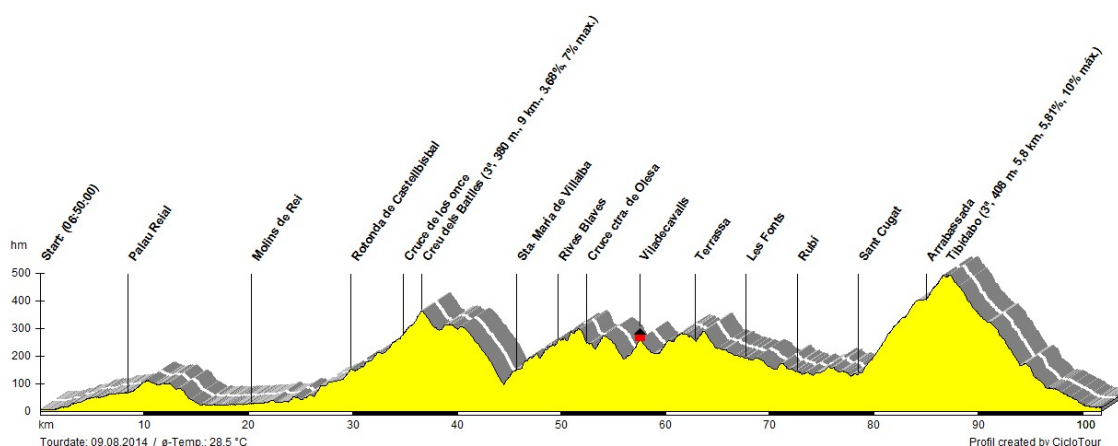 Start: (06:50:00)
Palau Reial
Molins de Rei
Rotonda de Castellbisbal
Cruce de los once
Creu dels Batlles (3ª, 380 m., 9 km., 3,68%, 7% max.)
Sta. María de Villalba
Rives Blaves
Cruce ctra. de Olesa
Viladecavalls
Terrassa
Les Fonts
Rubí
Sant Cugat
Arrabassada
Tibidabo (3ª, 408 m. 5,8 km, 5,81%, 10% máx.)
hm
500
400
300
200
100
0
km
10
20
30
40
50
60
70
80
90
100
Tourdate: 09.08.2014 / ø-Temp.: 28.5 °C
Profil created by CicloTour